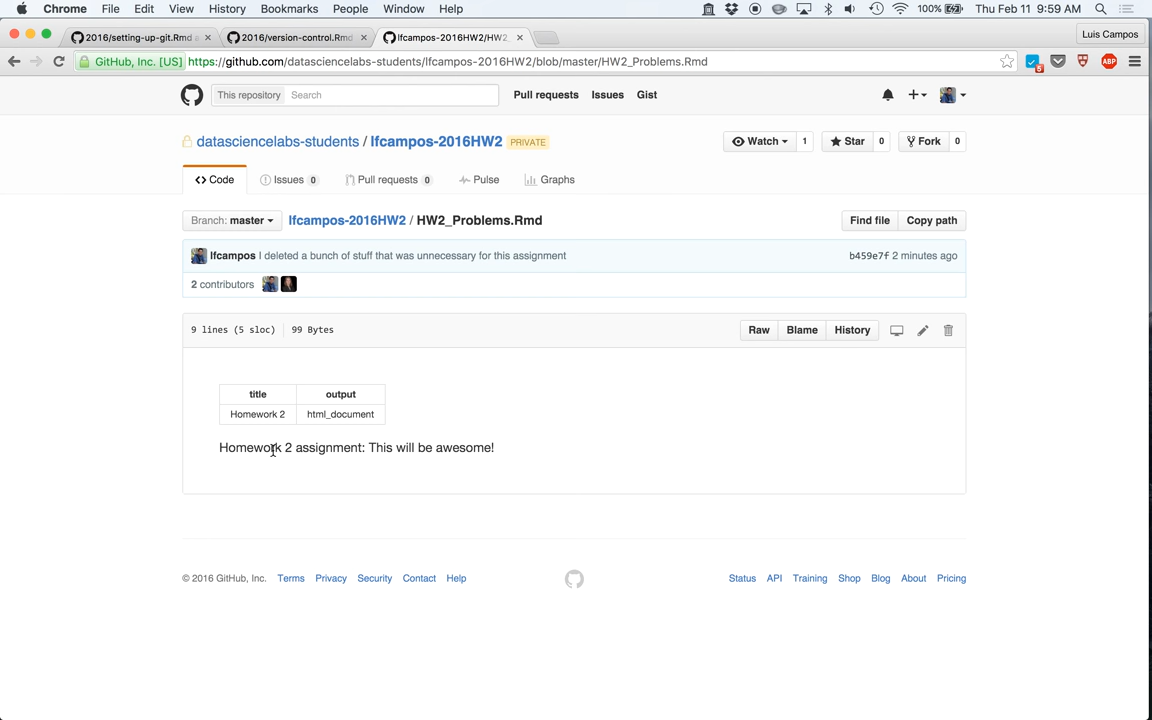 Chrome File Edit View History Bookmarks People Window Help 100% Thu Feb 11 9:59 AM
2016/setting-up-git.Rmd a × 2016/version-control.Rmd × lfcampos-2016HW2/HW2_ × Luis Campos
GitHub, Inc. [US] https://github.com/datasciencelabs-students/lfcampos-2016HW2/blob/master/HW2_Problems.Rmd 5 ABP
This repository Search Pull requests Issues Gist
datasciencelabs-students / lfcampos-2016HW2 PRIVATE Watch 1 Star 0 Fork 0
Code Issues 0 Pull requests 0 Pulse Graphs
Branch: master lfcampos-2016HW2 / HW2_Problems.Rmd Find file Copy path
lfcampos I deleted a bunch of stuff that was unnecessary for this assignment b459e7f 2 minutes ago
2 contributors
9 lines (5 sloc) 99 Bytes Raw Blame History
title output
Homework 2 html_document
Homework 2 assignment: This will be awesome!
© 2016 GitHub, Inc. Terms Privacy Security Contact Help Status API Training Shop Blog About Pricing